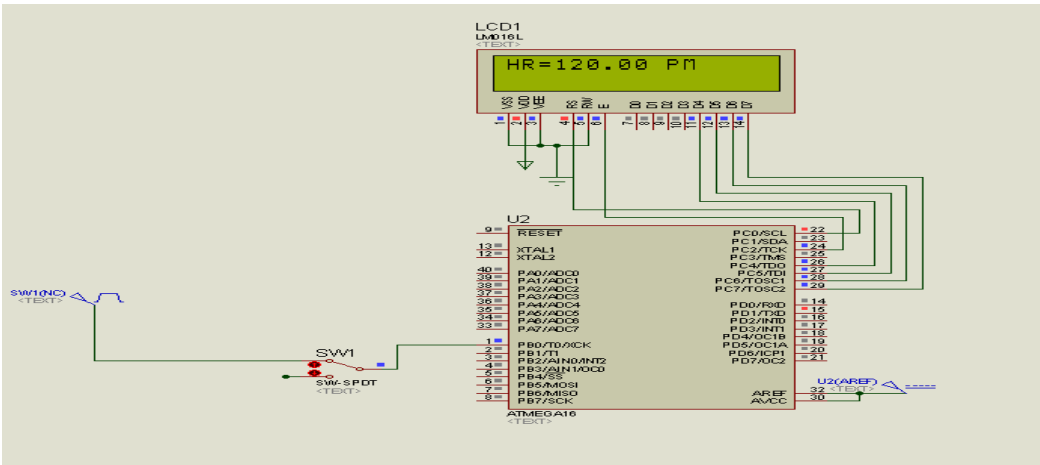 LCD1
LM016L
<TEXT>
HR=120.00 PM
VSS VDD VEE RS RW E D0 D1 D2 D3 D4 D5 D6 D7
1 2 3 4 5 6 7 8 9 10 11 12 13 14
U2
9 RESET
13 XTAL1
12 XTAL2
40 PA0/ADC0
39 PA1/ADC1
38 PA2/ADC2
37 PA3/ADC3
36 PA4/ADC4
35 PA5/ADC5
34 PA6/ADC6
33 PA7/ADC7
1 PB0/T0/XCK
2 PB1/T1
3 PB2/AIN0/INT2
4 PB3/AIN1/OC0
5 PB4/SS
6 PB5/MOSI
7 PB6/MISO
8 PB7/SCK
PC0/SCL 22
PC1/SDA 23
PC2/TCK 24
PC3/TMS 25
PC4/TDO 26
PC5/TDI 27
PC6/TOSC1 28
PC7/TOSC2 29
PD0/RXD 14
PD1/TXD 15
PD2/INT0 16
PD3/INT1 17
PD4/OC1B 18
PD5/OC1A 19
PD6/ICP1 20
PD7/OC2 21
AREF 32
AVCC 30
ATMEGA16
<TEXT>
SW1(NC)
<TEXT>
SW1
SW-SPDT
<TEXT>
U2(AREF)
<TEXT>